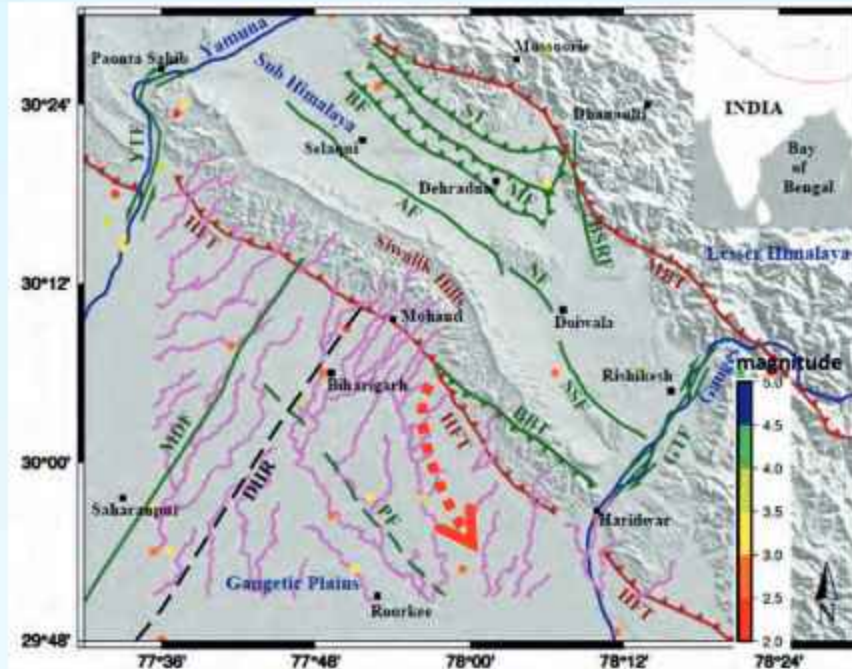 Yamuna
Paonta Sahib
Mussoorie
INDIA
30°24'
Sub Himalaya
BF
ST
Dhanaulti
Selaqui
YTF
Bay
of
Bengal
Dehradun
MF
AF
BSRF
HFT
Siwalik Hills
MBT
Lesser Himalaya
30°12'
NF
Mohand
Doiwala
Ganges
magnitude
Rishikesh
5.0
Biharigarh
4.5
SSF
HFT
BBT
GTF
4.0
MDF
30°00'
3.5
DHR
Saharanpur
PF
Haridwar
3.0
Gangetic Plains
2.5
Roorkee
HFT
N
29°48'
2.0
77°36'
77°48'
78°00'
78°12'
78°24'